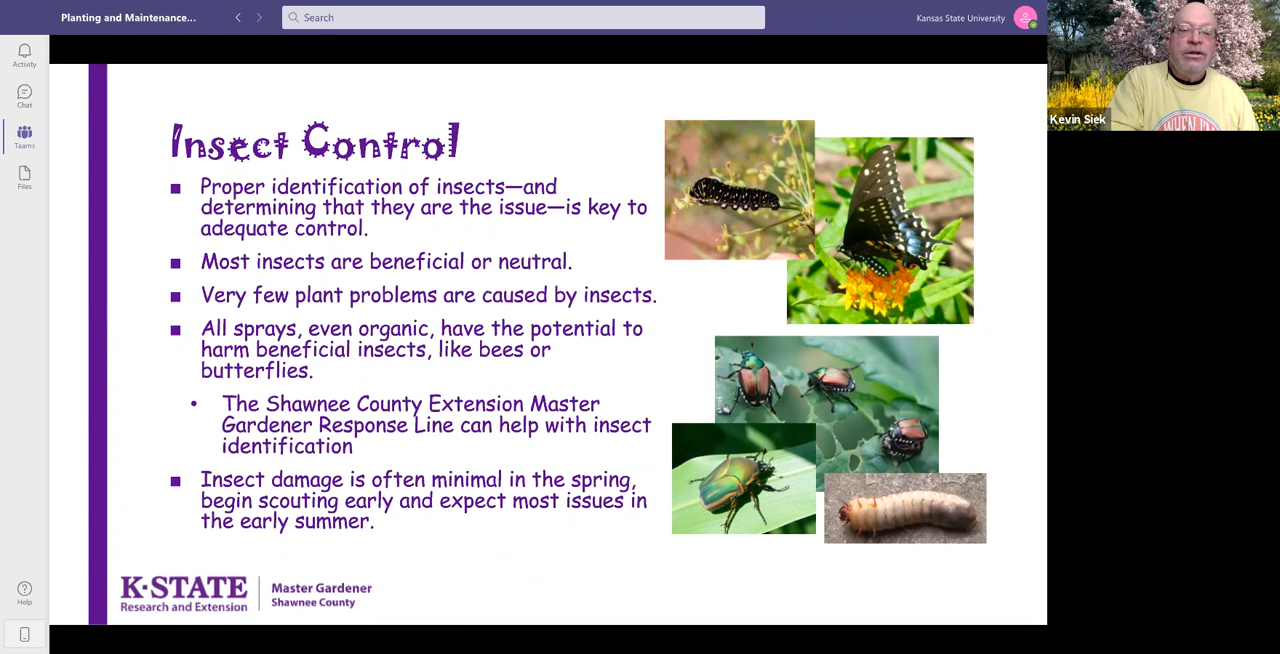 Planting and Maintenance...
Search
Kansas State University
Activity
Chat
Teams
Files
Help
Kevin Siek
Insect Control
Proper identification of insects—and
determining that they are the issue—is key to
adequate control.
Most insects are beneficial or neutral.
Very few plant problems are caused by insects.
All sprays, even organic, have the potential to
harm beneficial insects, like bees or
butterflies.
The Shawnee County Extension Master
Gardener Response Line can help with insect
identification
Insect damage is often minimal in the spring,
begin scouting early and expect most issues in
the early summer.
K-STATE
Research and Extension
Master Gardener
Shawnee County